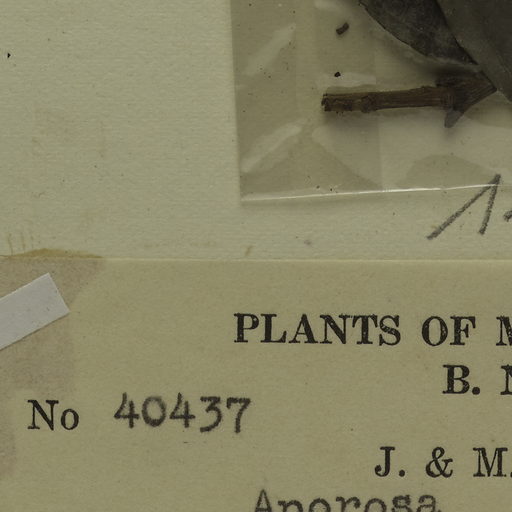 PLANTS OF
B.
No 40437
J. & M.
Aporosa